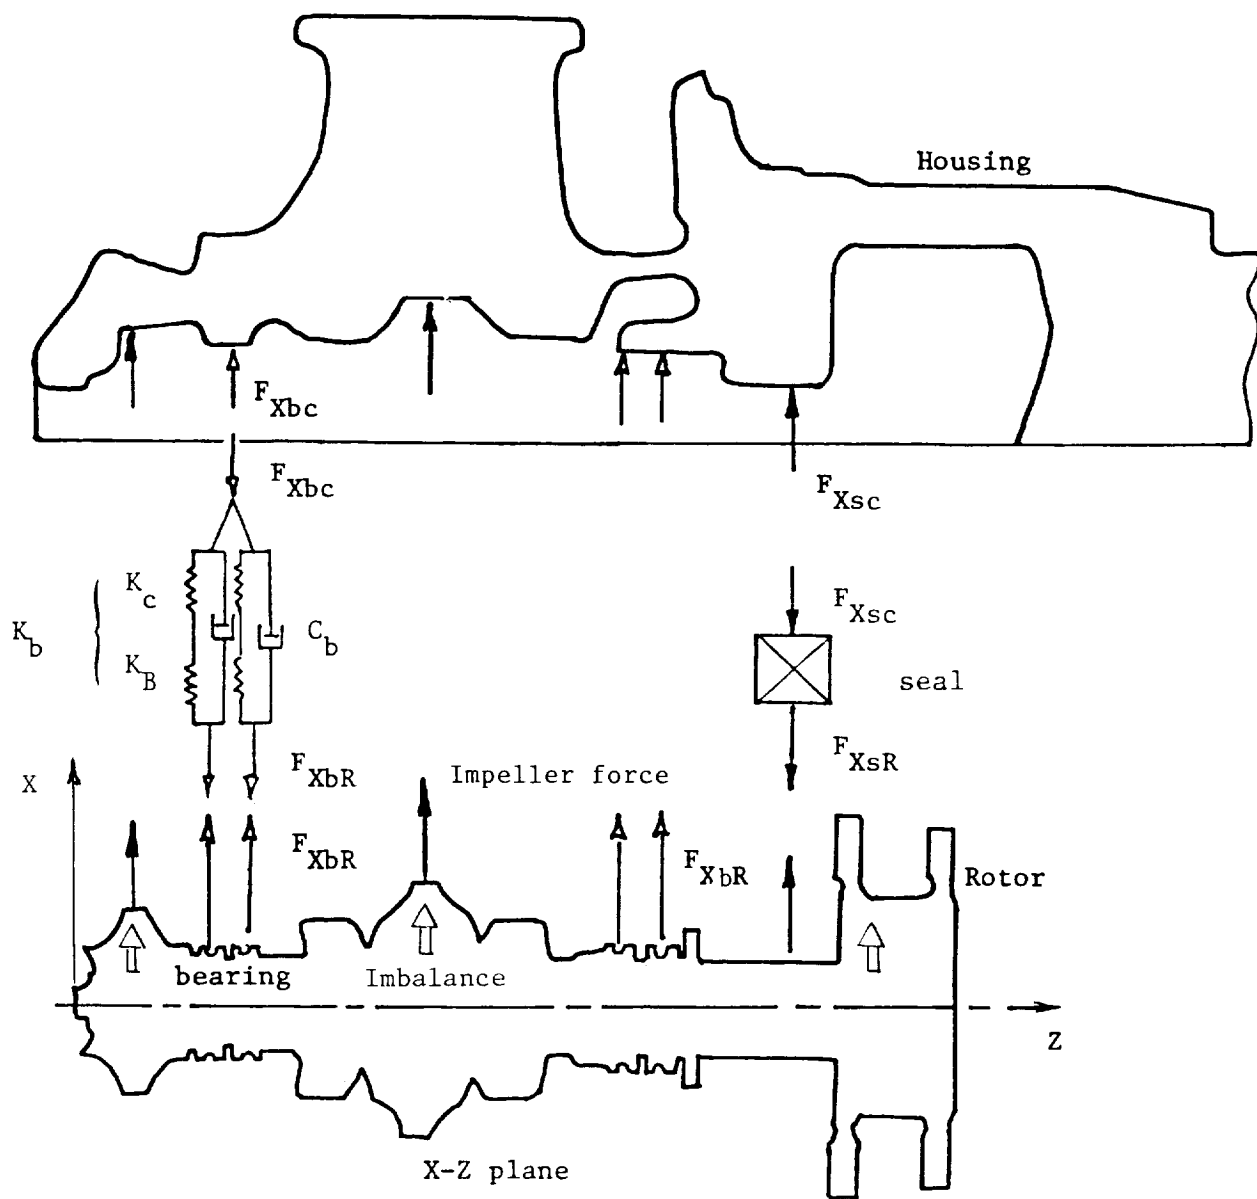 Housing
F_Xbc
F_Xbc
F_Xsc
K_c
F_Xsc
K_b
C_b
K_B
seal
F_XbR
F_XsR
X
Impeller force
F_XbR
F_XbR
Rotor
bearing
Imbalance
Z
X-Z plane